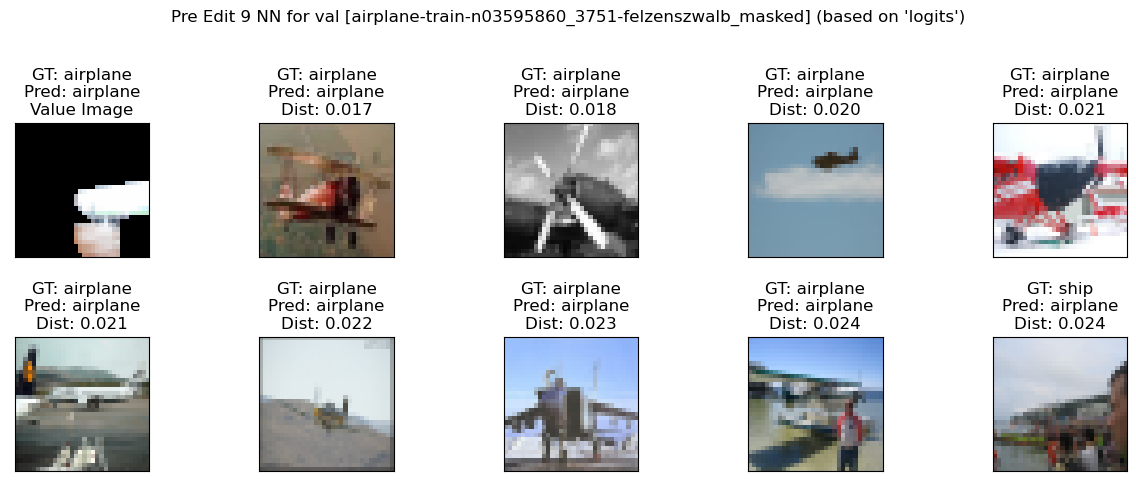 Pre Edit 9 NN for val [airplane-train-n03595860_3751-felzenszwalb_masked] (based on 'logits')
GT: airplane
Pred: airplane
Value Image
GT: airplane
Pred: airplane
Dist: 0.017
GT: airplane
Pred: airplane
Dist: 0.018
GT: airplane
Pred: airplane
Dist: 0.020
GT: airplane
Pred: airplane
Dist: 0.021
GT: airplane
Pred: airplane
Dist: 0.021
GT: airplane
Pred: airplane
Dist: 0.022
GT: airplane
Pred: airplane
Dist: 0.023
GT: airplane
Pred: airplane
Dist: 0.024
GT: ship
Pred: airplane
Dist: 0.024